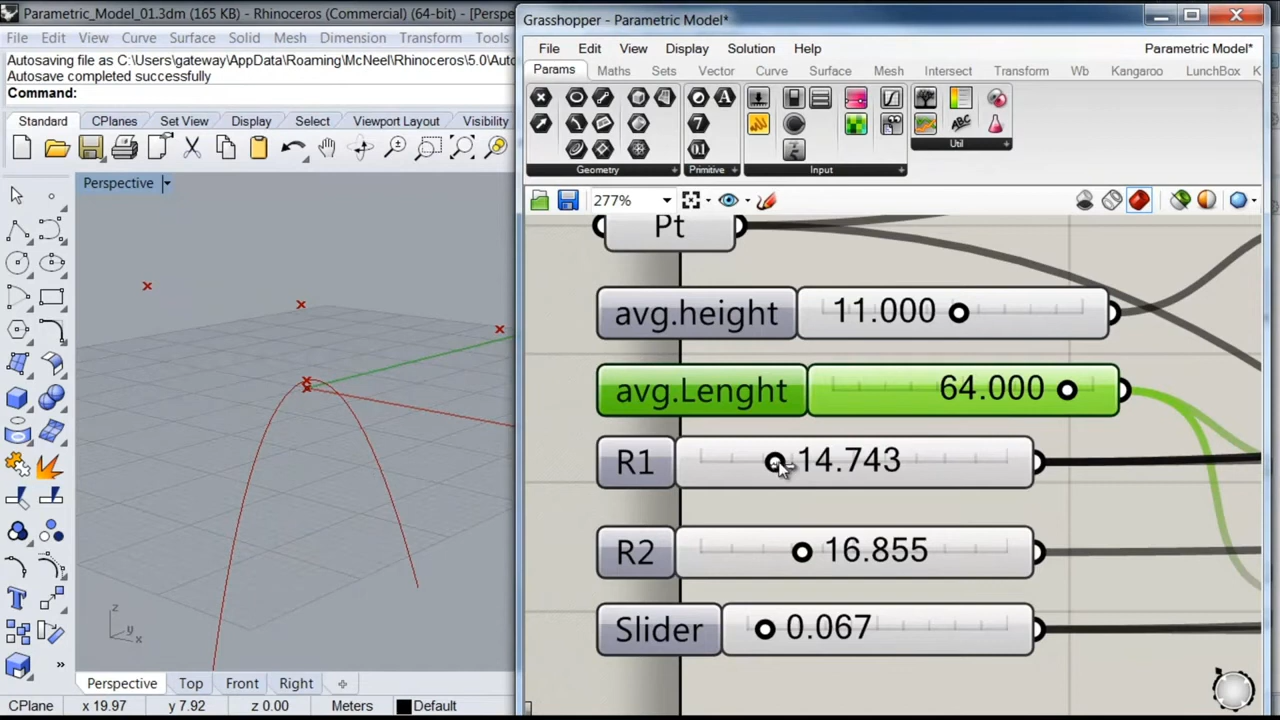 Parametric_Model_01.3dm (165 KB) - Rhinoceros (Commercial) (64-bit) - [Perspe
File Edit View Curve Surface Solid Mesh Dimension Transform Tools
Autosaving file as C:\Users\gateway\AppData\Roaming\McNeel\Rhinoceros\5.0\Auto
Autosave completed successfully
Command:
Standard CPlanes Set View Display Select Viewport Layout Visibility
Perspective
z
y
x
Perspective Top Front Right
CPlane x 19.97 y 7.92 z 0.00 Meters Default
Grasshopper - Parametric Model*
File Edit View Display Solution Help Parametric Model*
Params Maths Sets Vector Curve Surface Mesh Intersect Transform Wb Kangaroo LunchBox K
Geometry Primitive Input Util
277%
Pt
avg.height 11.000
avg.Lenght 64.000
R1 14.743
R2 16.855
Slider 0.067